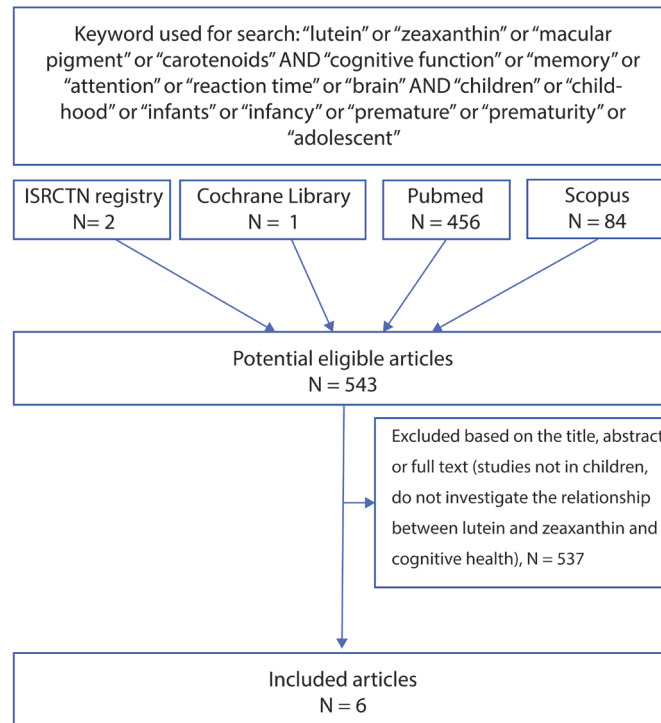 Keyword used for search: “lutein” or “zeaxanthin” or “macular
pigment” or “carotenoids” AND “cognitive function” or “memory” or
“attention” or “reaction time” or “brain” AND “children” or “child-
hood” or “infants” or “infancy” or “premature” or “prematurity” or
“adolescent”
ISRCTN registry
N= 2
Cochrane Library
N = 1
Pubmed
N = 456
Scopus
N = 84
Potential eligible articles
N = 543
Excluded based on the title, abstract
or full text (studies not in children,
do not investigate the relationship
between lutein and zeaxanthin and
cognitive health), N = 537
Included articles
N = 6